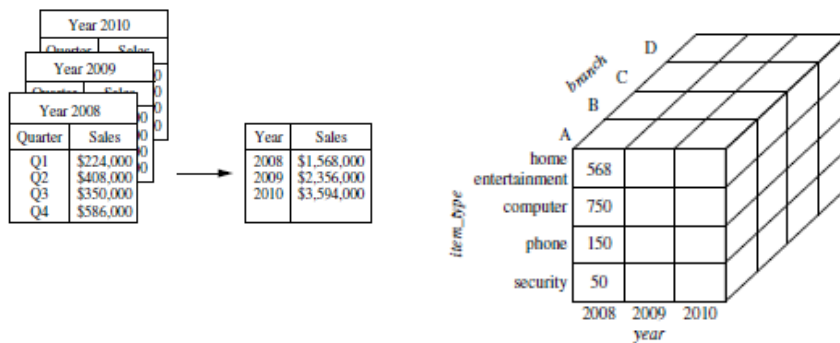 Year 2010
Quarter Sales
Year 2009
Quarter Sales
Year 2008
Quarter Sales
Q1 $224,000
Q2 $408,000
Q3 $350,000
Q4 $586,000
Year Sales
2008 $1,568,000
2009 $2,356,000
2010 $3,594,000
branch
D
C
B
A
item_type
home
entertainment
568
computer
750
phone
150
security
50
2008 2009 2010
year